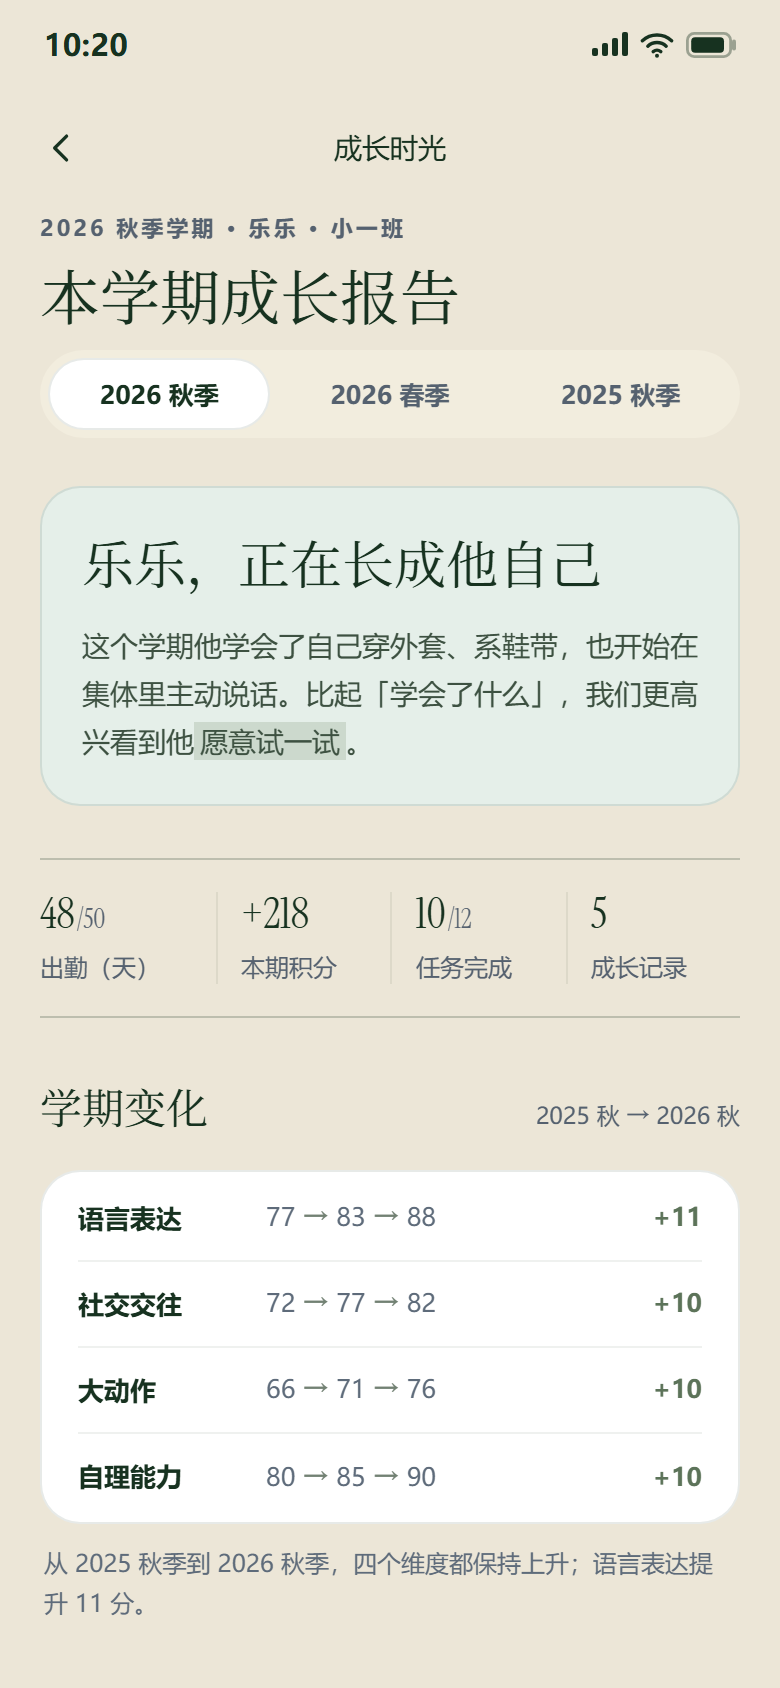 10:20
成长时光
2026 秋季学期 • 乐乐 • 小一班
本学期成长报告
2026 秋季
2026 春季
2025 秋季
乐乐，正在长成他自己
这个学期他学会了自己穿外套、系鞋带，也开始在
集体里主动说话。比起「学会了什么」，我们更高
兴看到他愿意试一试。
48/50
出勤（天）
+218
本期积分
10/12
任务完成
5
成长记录
学期变化
2025 秋 → 2026 秋
语言表达 77 → 83 → 88 +11
社交交往 72 → 77 → 82 +10
大动作 66 → 71 → 76 +10
自理能力 80 → 85 → 90 +10
从 2025 秋季到 2026 秋季，四个维度都保持上升；语言表达提
升 11 分。